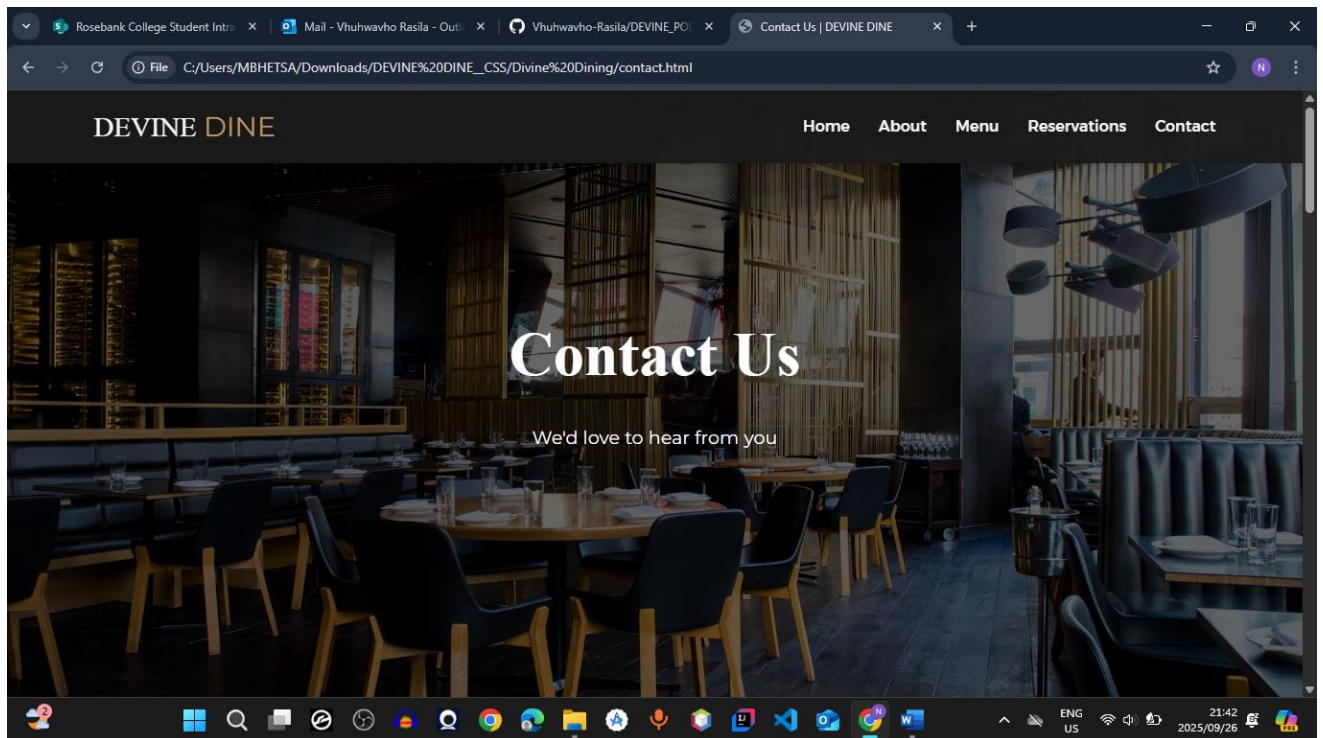 Rosebank College Student Intra
Mail - Vhuhwavho Rasila - Outl
Vhuhwavho-Rasila/DEVINE_POE
Contact Us | DEVINE DINE
File C:/Users/MBHETSA/Downloads/DEVINE%20DINE__CSS/Divine%20Dining/contact.html
N
DEVINE DINE
Home About Menu Reservations Contact
Contact Us
We'd love to hear from you
2
ENG
US
21:42
2025/09/26